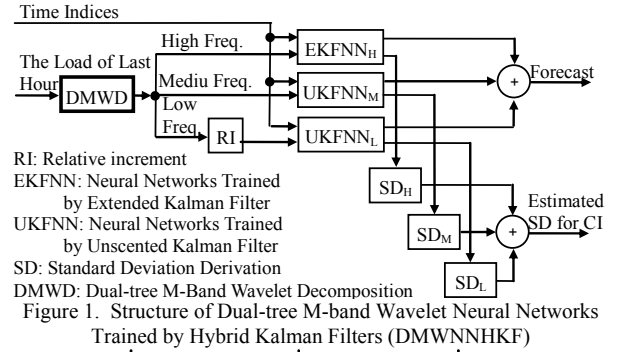 Time Indices
High Freq.
EKFNN_H
The Load of Last
Hour
DMWD
Mediu Freq.
UKFNN_M
+
Forecast
Low
Freq.
RI
UKFNN_L
RI: Relative increment
EKFNN: Neural Networks Trained
by Extended Kalman Filter
UKFNN: Neural Networks Trained
by Unscented Kalman Filter
SD: Standard Deviation Derivation
DMWD: Dual-tree M-Band Wavelet Decomposition
SD_H
SD_M
SD_L
+
Estimated
SD for CI
Figure 1. Structure of Dual-tree M-band Wavelet Neural Networks
Trained by Hybrid Kalman Filters (DMWNNHKF)